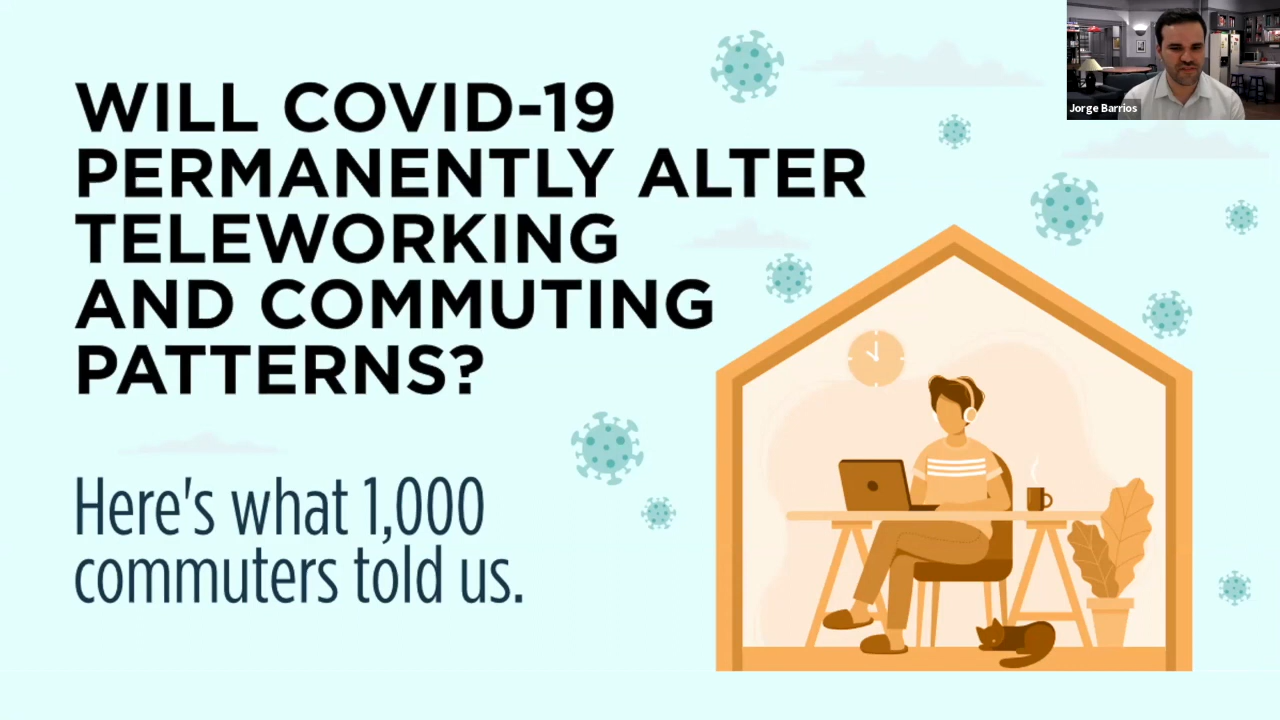 WILL COVID-19
PERMANENTLY ALTER
TELEWORKING
AND COMMUTING
PATTERNS?
Here's what 1,000
commuters told us.
Jorge Barrios